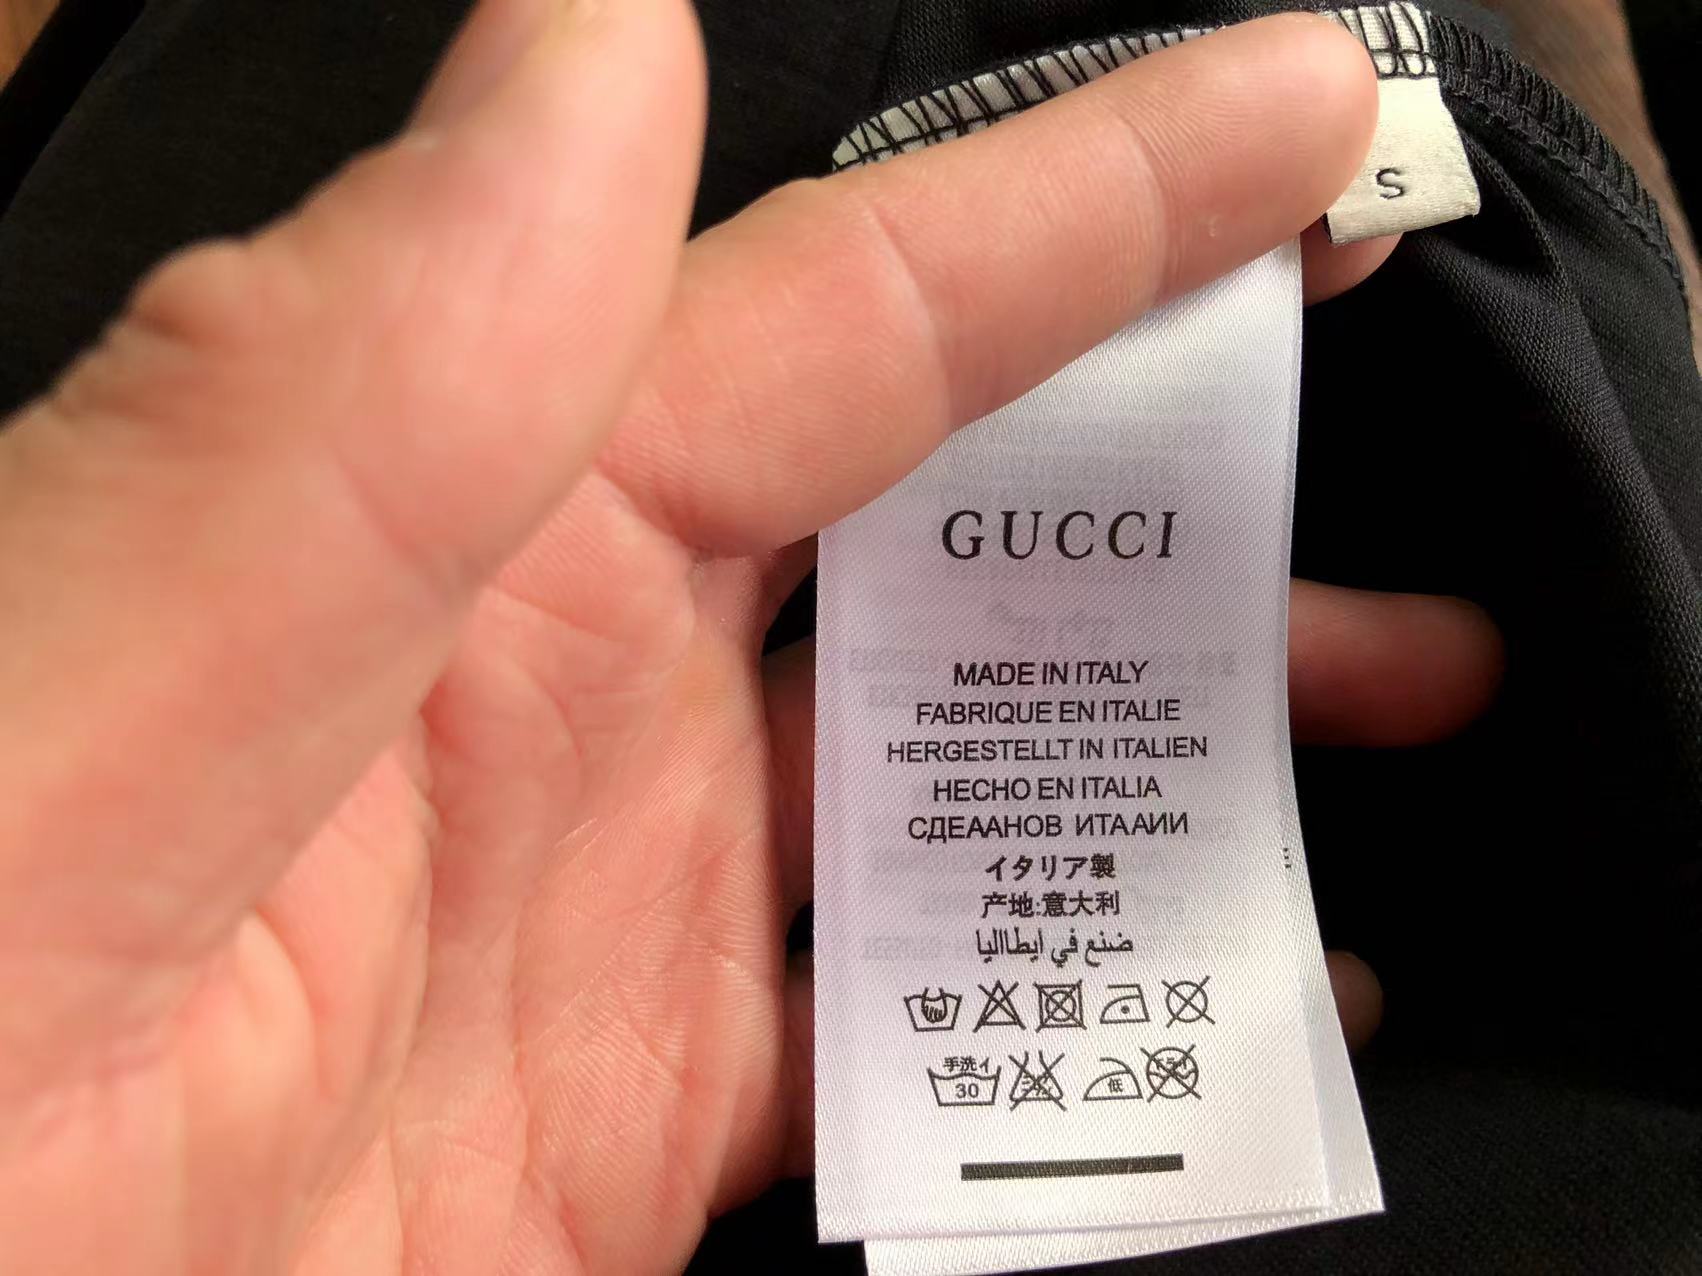 S
GUCCI
MADE IN ITALY
FABRIQUE EN ITALIE
HERGESTELLT IN ITALIEN
HECHO EN ITALIA
СДЕААНОВ ИТААИИ
イタリア製
产地:意大利
ضنع في ايطااليا
手洗イ
30
低